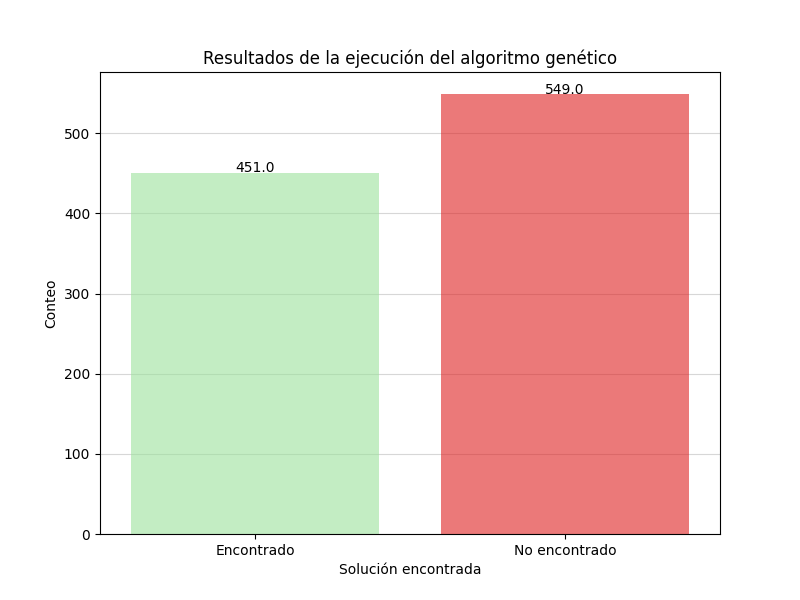 Resultados de la ejecución del algoritmo genético
549.0
451.0
500
400
300
200
100
0
Conteo
Encontrado
No encontrado
Solución encontrada